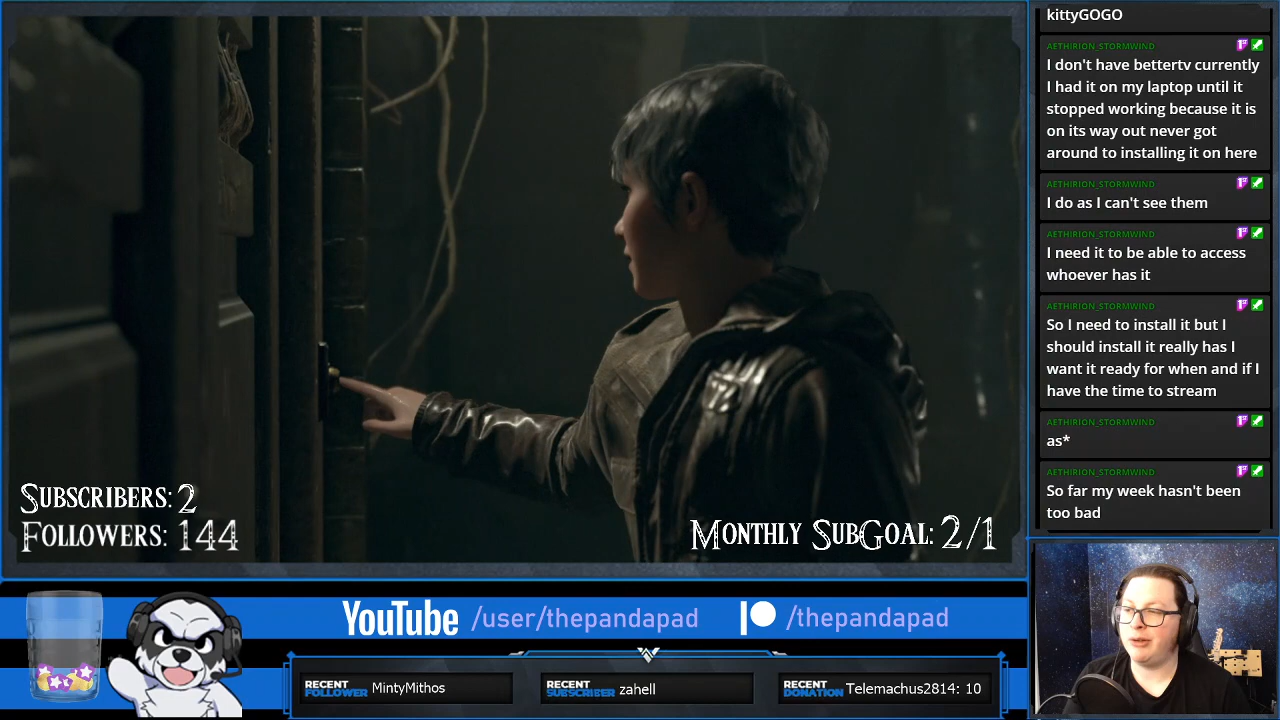 kittyGOGO
AETHIRION_STORMWIND
I don't have bettertv currently
I had it on my laptop until it
stopped working because it is
on its way out never got
around to installing it on here
AETHIRION_STORMWIND
I do as I can't see them
AETHIRION_STORMWIND
I need it to be able to access
whoever has it
AETHIRION_STORMWIND
So I need to install it but I
should install it really has I
want it ready for when and if I
have the time to stream
AETHIRION_STORMWIND
as*
AETHIRION_STORMWIND
So far my week hasn't been
too bad
Subscribers: 2
Followers: 144
Monthly SubGoal: 2/1
YouTube /user/thepandapad
/thepandapad
RECENT FOLLOWER MintyMithos
RECENT SUBSCRIBER zahell
RECENT DONATION Telemachus2814: 10